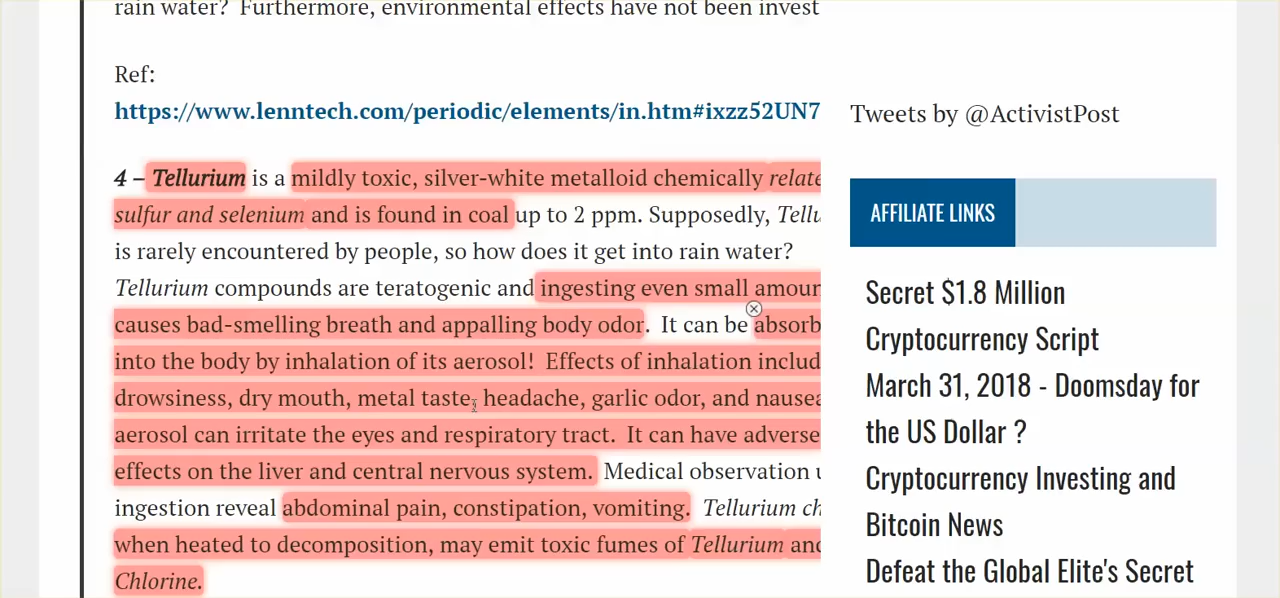 rain water? Furthermore, environmental effects have not been invest
Ref:
https://www.lenntech.com/periodic/elements/in.htm#ixzz52UN7
4 – Tellurium is a mildly toxic, silver-white metalloid chemically relate
sulfur and selenium and is found in coal up to 2 ppm. Supposedly, Tellu
is rarely encountered by people, so how does it get into rain water?
Tellurium compounds are teratogenic and ingesting even small amoun
causes bad-smelling breath and appalling body odor. It can be absorb
into the body by inhalation of its aerosol! Effects of inhalation includ
drowsiness, dry mouth, metal taste, headache, garlic odor, and nausea
aerosol can irritate the eyes and respiratory tract. It can have adverse
effects on the liver and central nervous system. Medical observation u
ingestion reveal abdominal pain, constipation, vomiting. Tellurium ch
when heated to decomposition, may emit toxic fumes of Tellurium and
Chlorine.
Tweets by @ActivistPost
AFFILIATE LINKS
Secret $1.8 Million
Cryptocurrency Script
March 31, 2018 - Doomsday for
the US Dollar ?
Cryptocurrency Investing and
Bitcoin News
Defeat the Global Elite's Secret